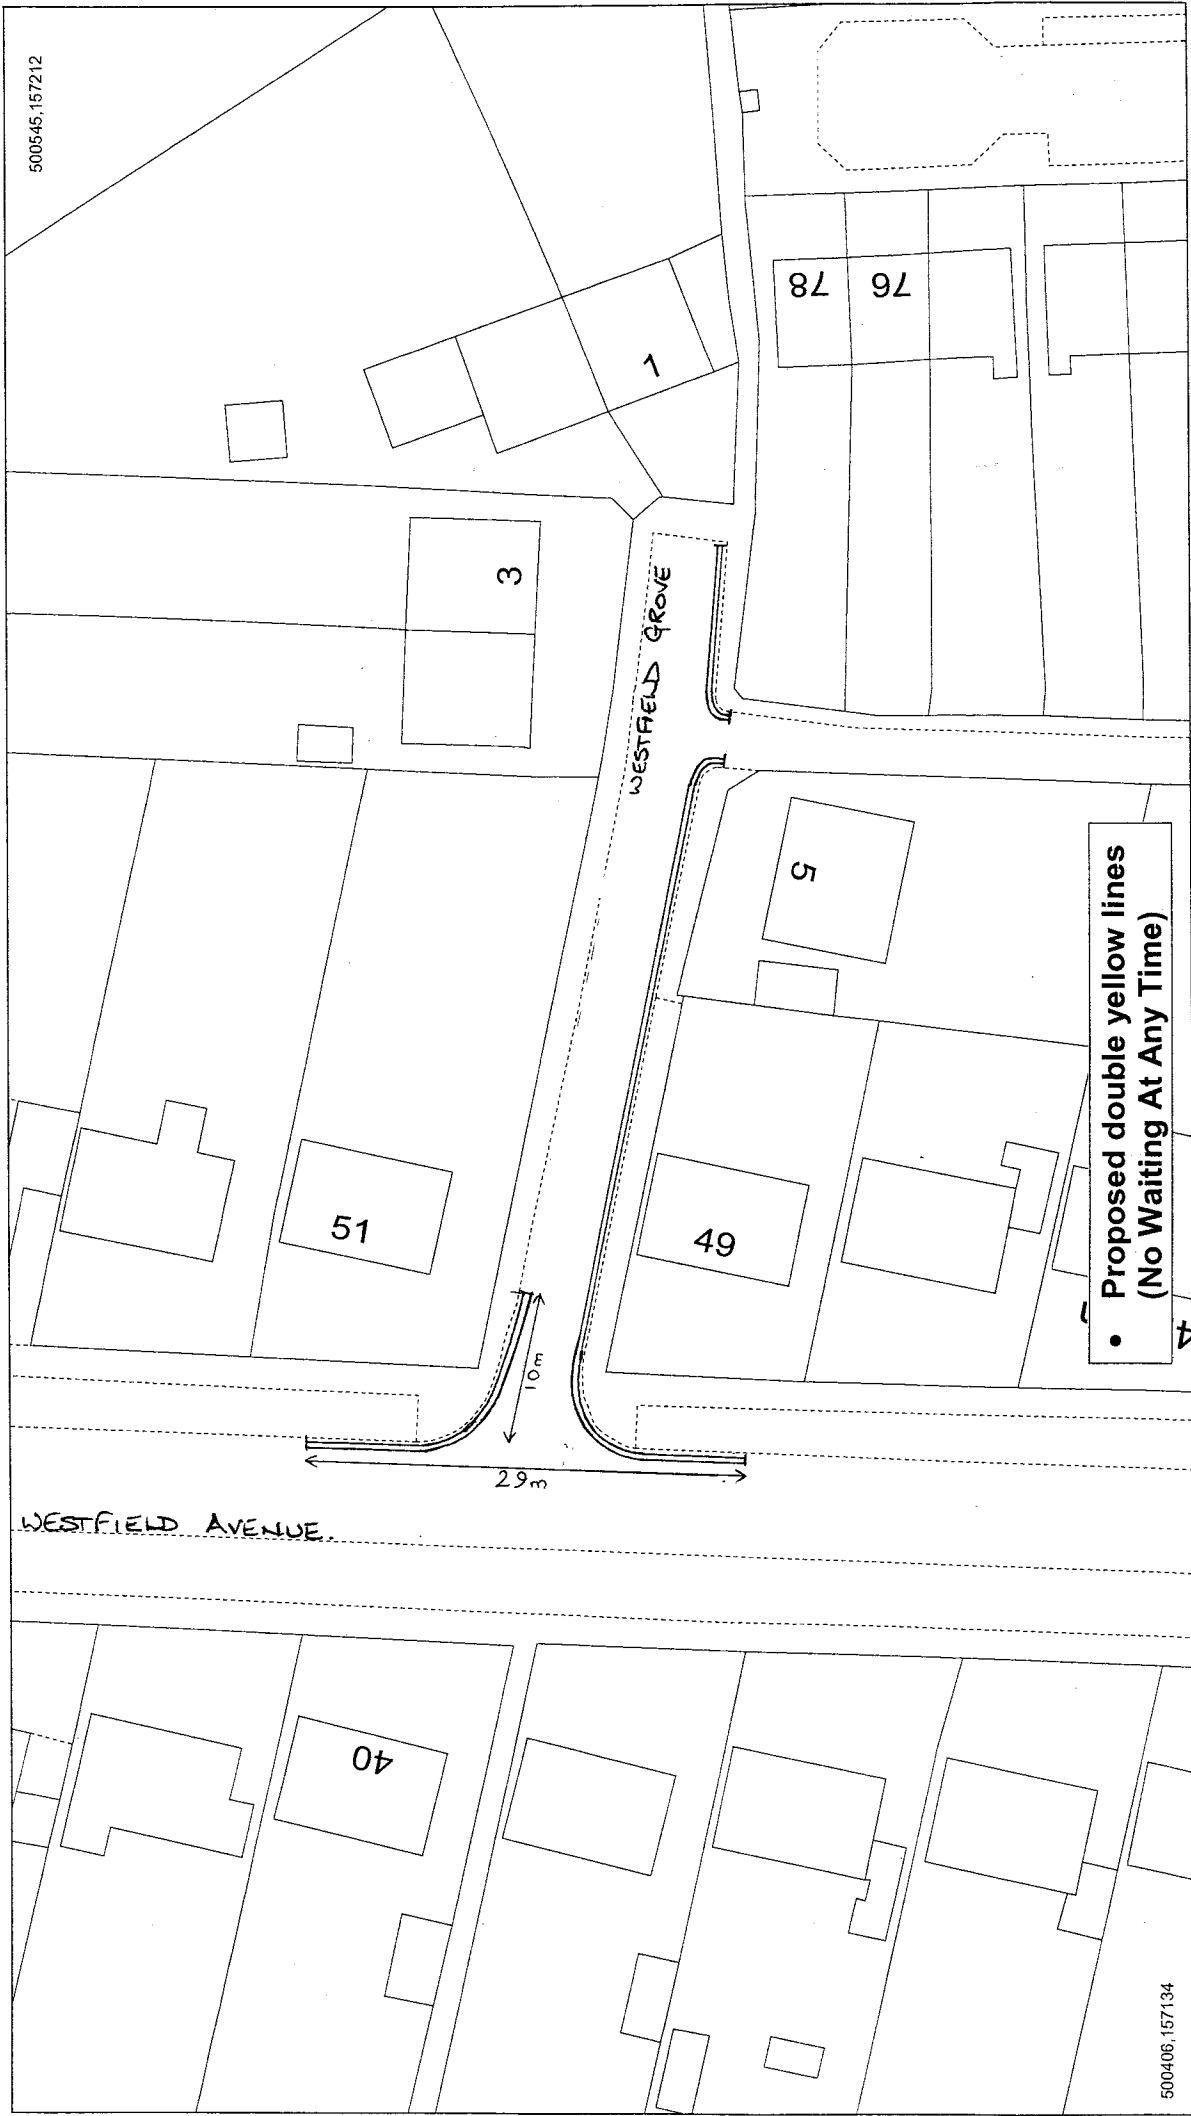 500545,157212
78
76
1
3
WESTFIELD GROVE
5
51
49
10m
29m
WESTFIELD AVENUE.
40
• Proposed double yellow lines
(No Waiting At Any Time)
4
500406,157134